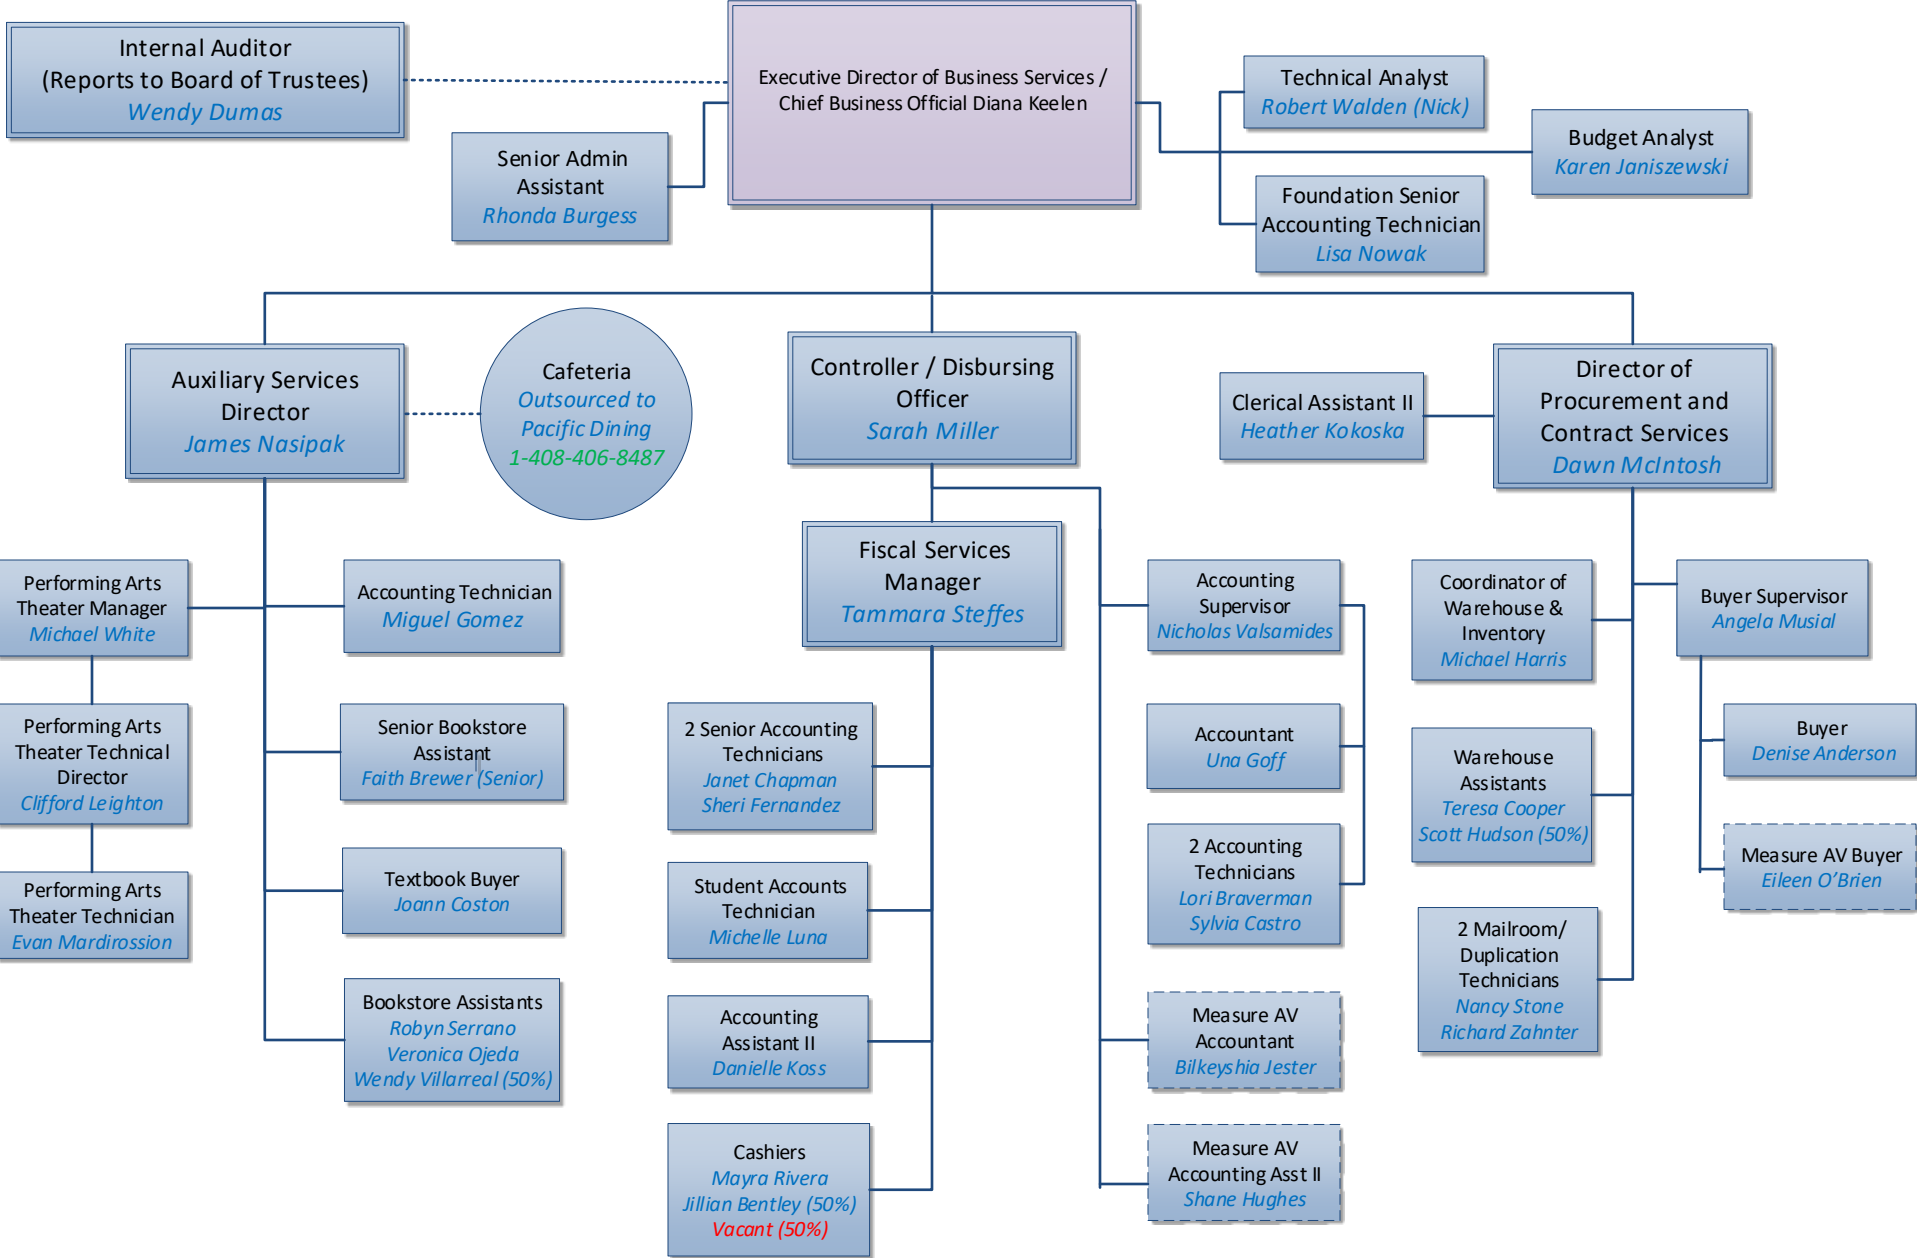 Internal Auditor
(Reports to Board of Trustees)
Wendy Dumas
Executive Director of Business Services /
Chief Business Official Diana Keelen
Senior Admin
Assistant
Rhonda Burgess
Technical Analyst
Robert Walden (Nick)
Budget Analyst
Karen Janiszewski
Foundation Senior
Accounting Technician
Lisa Nowak
Auxiliary Services
Director
James Nasipak
Cafeteria
Outsourced to
Pacific Dining
1-408-406-8487
Controller / Disbursing
Officer
Sarah Miller
Clerical Assistant II
Heather Kokoska
Director of
Procurement and
Contract Services
Dawn McIntosh
Performing Arts
Theater Manager
Michael White
Performing Arts
Theater Technical
Director
Clifford Leighton
Performing Arts
Theater Technician
Evan Mardirossion
Accounting Technician
Miguel Gomez
Senior Bookstore
Assistant
Faith Brewer (Senior)
Textbook Buyer
Joann Coston
Bookstore Assistants
Robyn Serrano
Veronica Ojeda
Wendy Villarreal (50%)
Fiscal Services
Manager
Tammara Steffes
2 Senior Accounting
Technicians
Janet Chapman
Sheri Fernandez
Student Accounts
Technician
Michelle Luna
Accounting
Assistant II
Danielle Koss
Cashiers
Mayra Rivera
Jillian Bentley (50%)
Vacant (50%)
Accounting
Supervisor
Nicholas Valsamides
Accountant
Una Goff
2 Accounting
Technicians
Lori Braverman
Sylvia Castro
Measure AV
Accountant
Bilkeyshia Jester
Measure AV
Accounting Asst II
Shane Hughes
Coordinator of
Warehouse &
Inventory
Michael Harris
Warehouse
Assistants
Teresa Cooper
Scott Hudson (50%)
2 Mailroom/
Duplication
Technicians
Nancy Stone
Richard Zahnter
Buyer Supervisor
Angela Musial
Buyer
Denise Anderson
Measure AV Buyer
Eileen O’Brien